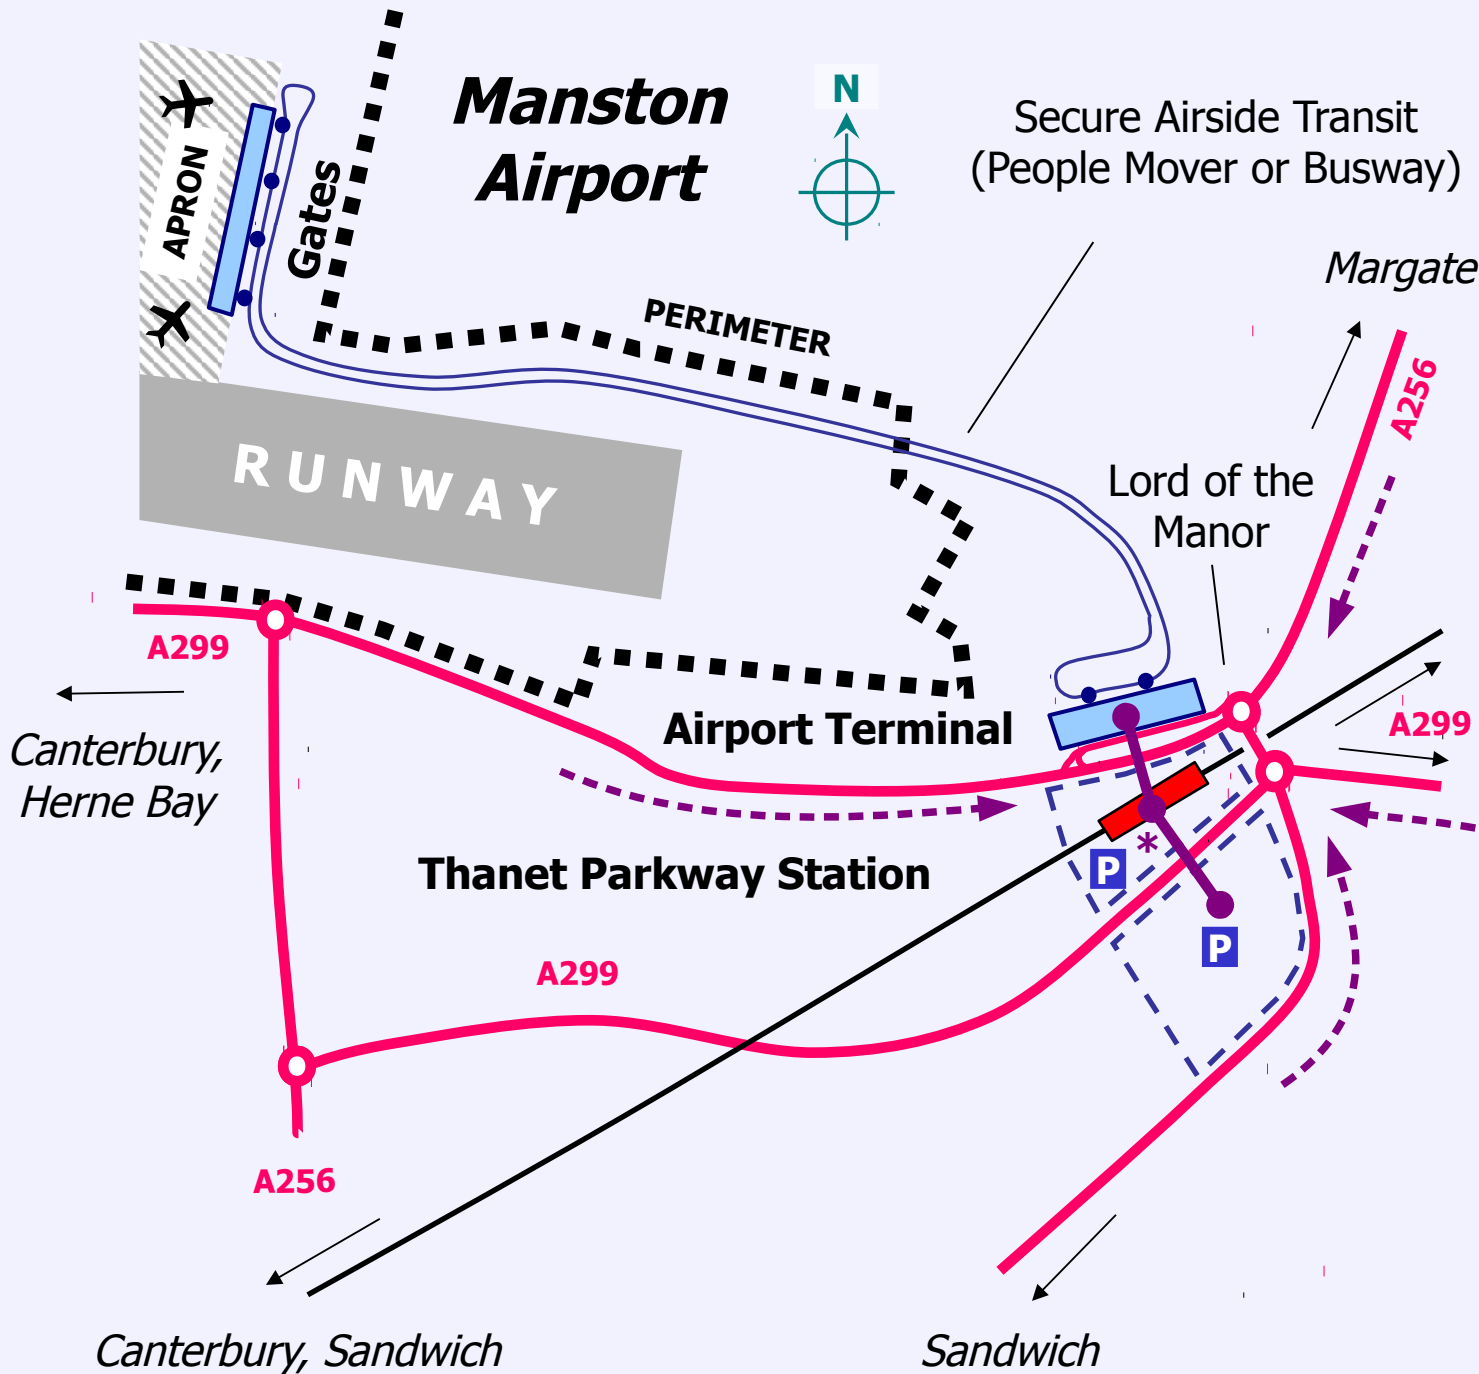 Manston
Airport
N
Secure Airside Transit
(People Mover or Busway)
APRON
Gates
Margate
PERIMETER
A256
RUNWAY
Lord of the
Manor
A299
Canterbury,
Herne Bay
Airport Terminal
A299
Thanet Parkway Station
*
P
P
A299
A256
Canterbury, Sandwich
Sandwich